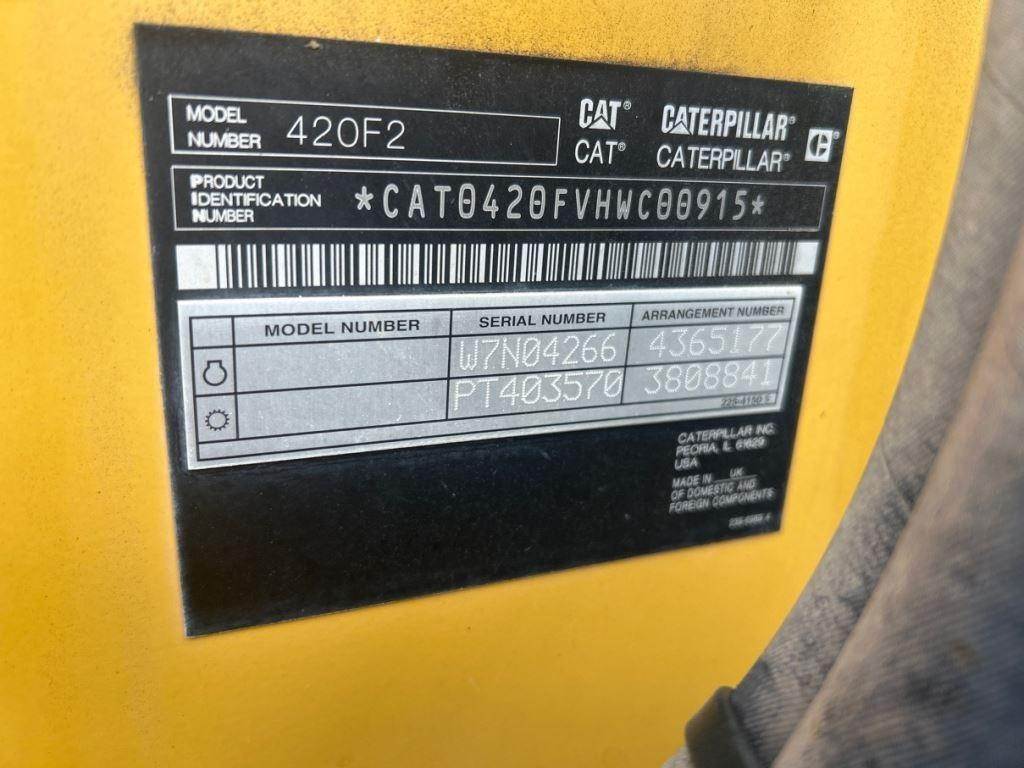 MODEL NUMBER 420F2
CAT® CATERPILLAR®
CAT® CATERPILLAR®
PRODUCT IDENTIFICATION NUMBER *CAT0420FVHWC00915*
MODEL NUMBER SERIAL NUMBER ARRANGEMENT NUMBER
W7N04266 4365177
PT403570 3808841
CATERPILLAR INC.
PEORIA, IL 61629
USA
MADE IN UK
OF DOMESTIC AND
FOREIGN COMPONENTS